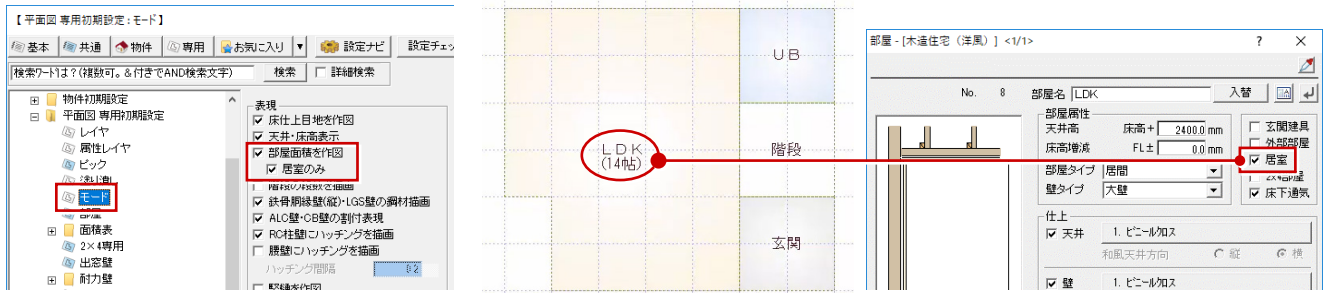 【 平面図 専用初期設定 : モード 】
基本 共通 物件 専用 お気に入り ▼ 設定ナビ 設定チェッ
検索ワードは？(複数可。& 付きでAND検索文字) 検索 詳細検索
物件初期設定
平面図 専用初期設定
レイヤ
属性レイヤ
ピック
モード
部屋
面積表
2×4専用
出窓壁
耐力壁
表現
床仕上目地を作図
天井・床高表示
部屋面積を作図
居室のみ
階段の段数を描画
鉄骨胴縁壁(縦)・LGS壁の鋼材描画
ALC壁・CB壁の割付表現
RC柱壁にハッチングを描画
腰壁にハッチングを描画
ハッチング間隔 0.2
UB
LDK
(14帖)
階段
玄関
部屋 - [木造住宅（洋風）] <1/1> ? ×
No. 8 部屋名 LDK 入替
部屋属性
天井高 床高+ 2400.0 mm
床高増減 FL± 0.0 mm
部屋タイプ 居間
壁タイプ 大壁
玄関建具
外部部屋
居室
床下通気
仕上
天井 1. ビニールクロス
和風天井方向 縦 横
壁 1. ビニールクロス